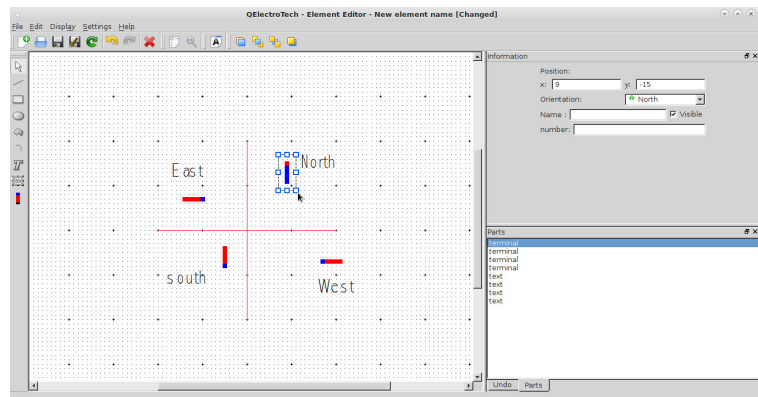 QElectroTech - Element Editor - New element name [Changed]
File Edit Display Settings Help
Information
Position:
x: 9 y: -15
Orientation: North
Name : Visible
number:
East
North
south
West
Parts
terminal
terminal
terminal
terminal
text
text
text
text
Undo Parts